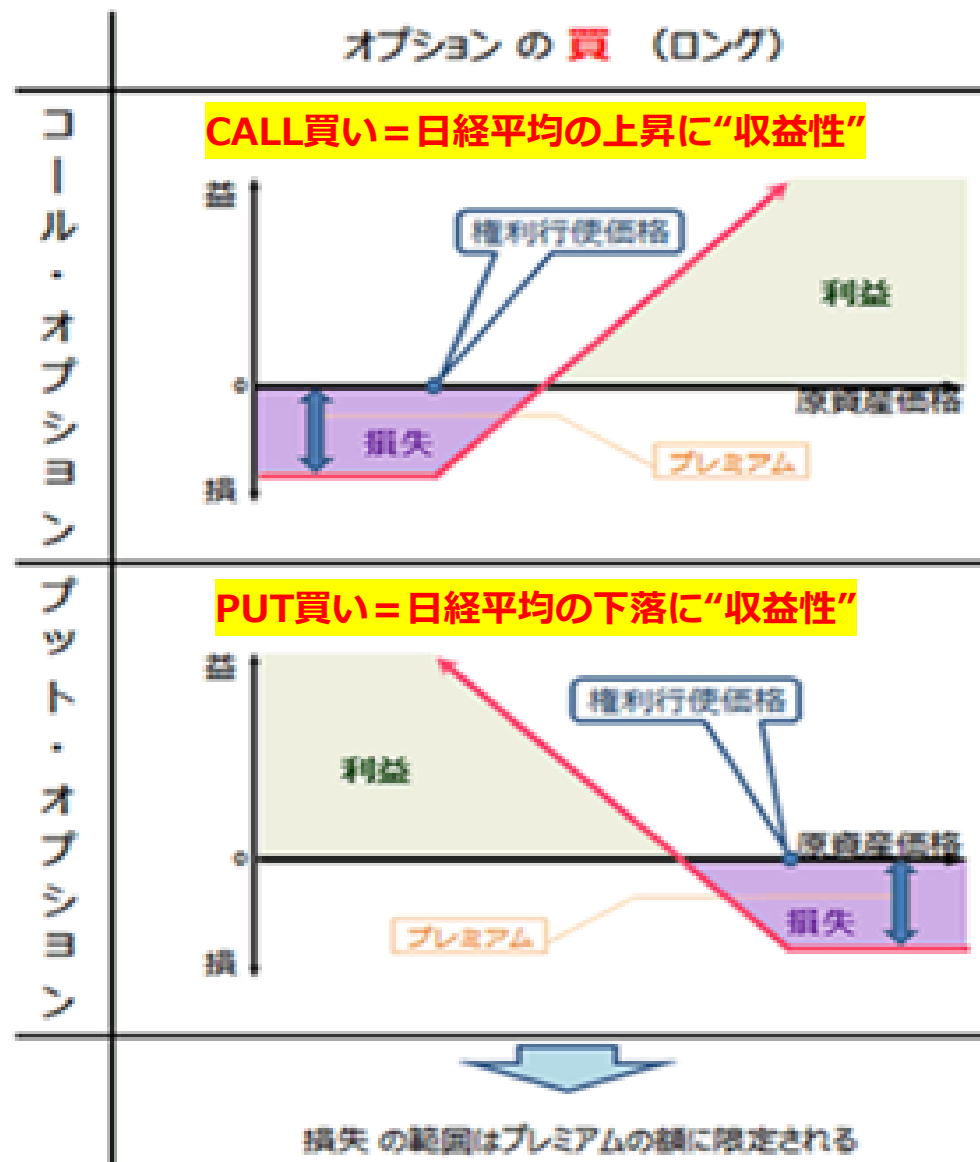 オプション の 買 （ロング）
コール・オプション
CALL買い＝日経平均の上昇に“収益性”
益
権利行使価格
利益
0
原資産価格
損失
プレミアム
損
プット・オプション
PUT買い＝日経平均の下落に“収益性”
益
権利行使価格
利益
0
原資産価格
プレミアム
損失
損
損失 の範囲はプレミアムの額に限定される